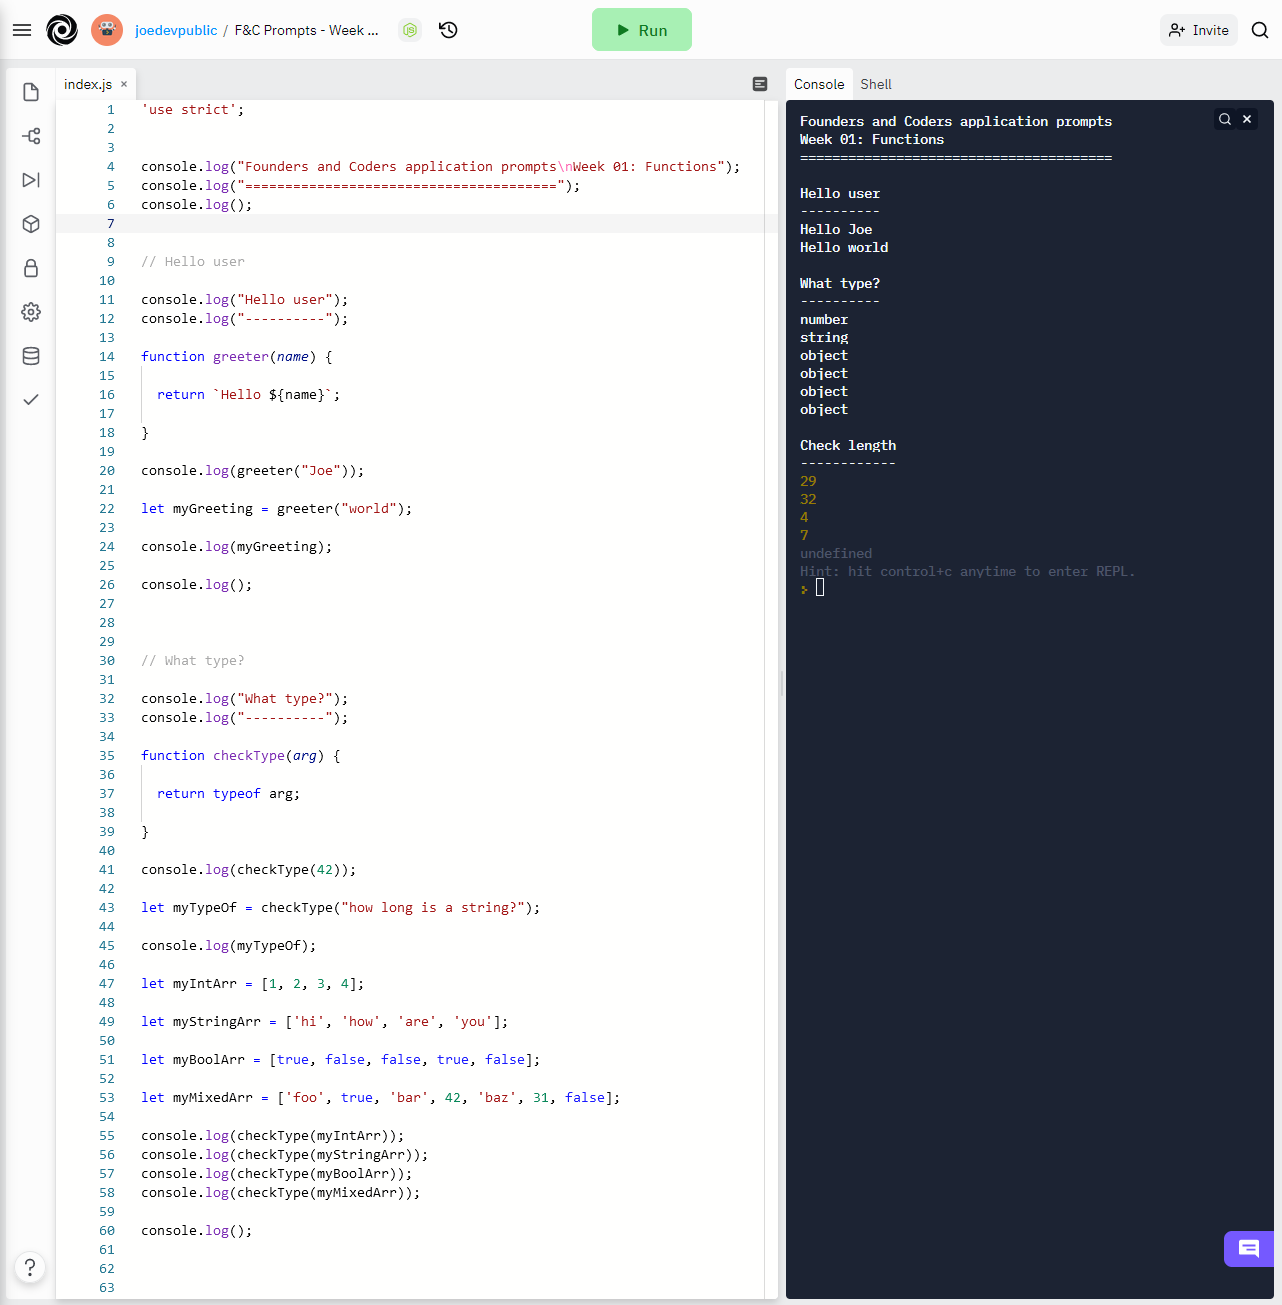 joedevpublic / F&C Prompts - Week ...
Run
Invite
index.js ×
Console Shell
1 'use strict';
2
3
4 console.log("Founders and Coders application prompts\nWeek 01: Functions");
5 console.log("=======================================");
6 console.log();
7
8
9 // Hello user
10
11 console.log("Hello user");
12 console.log("----------");
13
14 function greeter(name) {
15
16 return `Hello ${name}`;
17
18 }
19
20 console.log(greeter("Joe"));
21
22 let myGreeting = greeter("world");
23
24 console.log(myGreeting);
25
26 console.log();
27
28
29
30 // What type?
31
32 console.log("What type?");
33 console.log("----------");
34
35 function checkType(arg) {
36
37 return typeof arg;
38
39 }
40
41 console.log(checkType(42));
42
43 let myTypeOf = checkType("how long is a string?");
44
45 console.log(myTypeOf);
46
47 let myIntArr = [1, 2, 3, 4];
48
49 let myStringArr = ['hi', 'how', 'are', 'you'];
50
51 let myBoolArr = [true, false, false, true, false];
52
53 let myMixedArr = ['foo', true, 'bar', 42, 'baz', 31, false];
54
55 console.log(checkType(myIntArr));
56 console.log(checkType(myStringArr));
57 console.log(checkType(myBoolArr));
58 console.log(checkType(myMixedArr));
59
60 console.log();
61
62
63
Founders and Coders application prompts
Week 01: Functions
=======================================
Hello user
----------
Hello Joe
Hello world
What type?
----------
number
string
object
object
object
object
Check length
------------
29
32
4
7
undefined
Hint: hit control+c anytime to enter REPL.
?